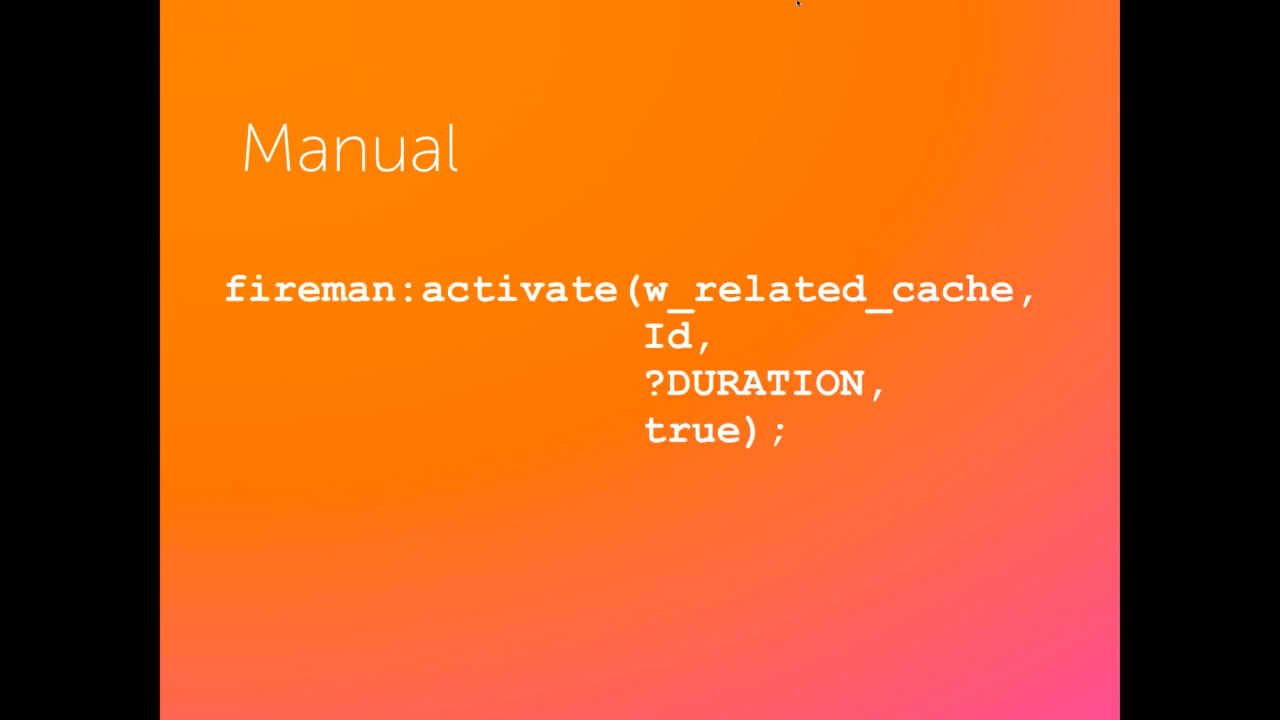 Manual
fireman:activate(w_related_cache,
Id,
?DURATION,
true);